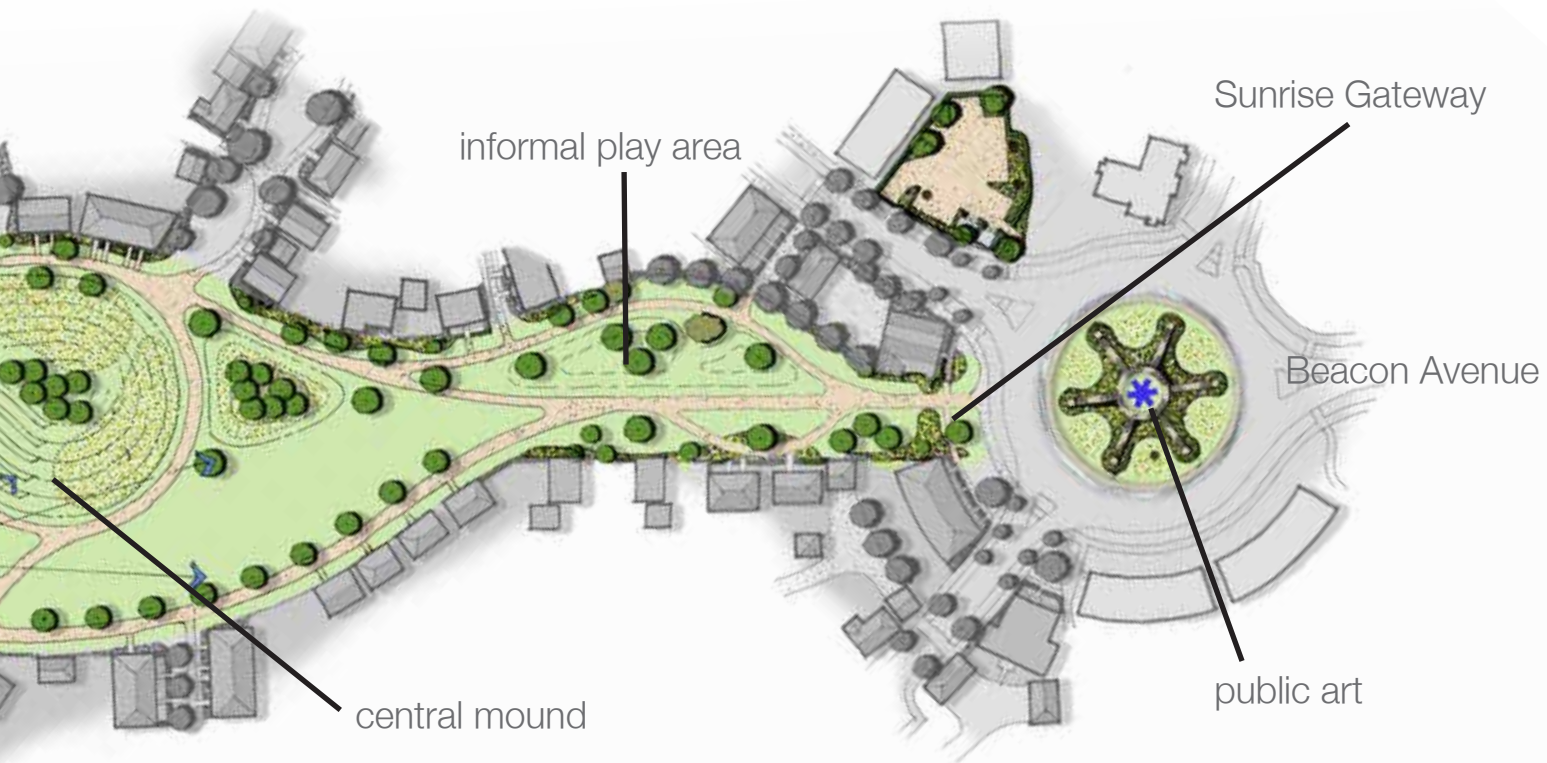 Sunrise Gateway
informal play area
Beacon Avenue
public art
central mound